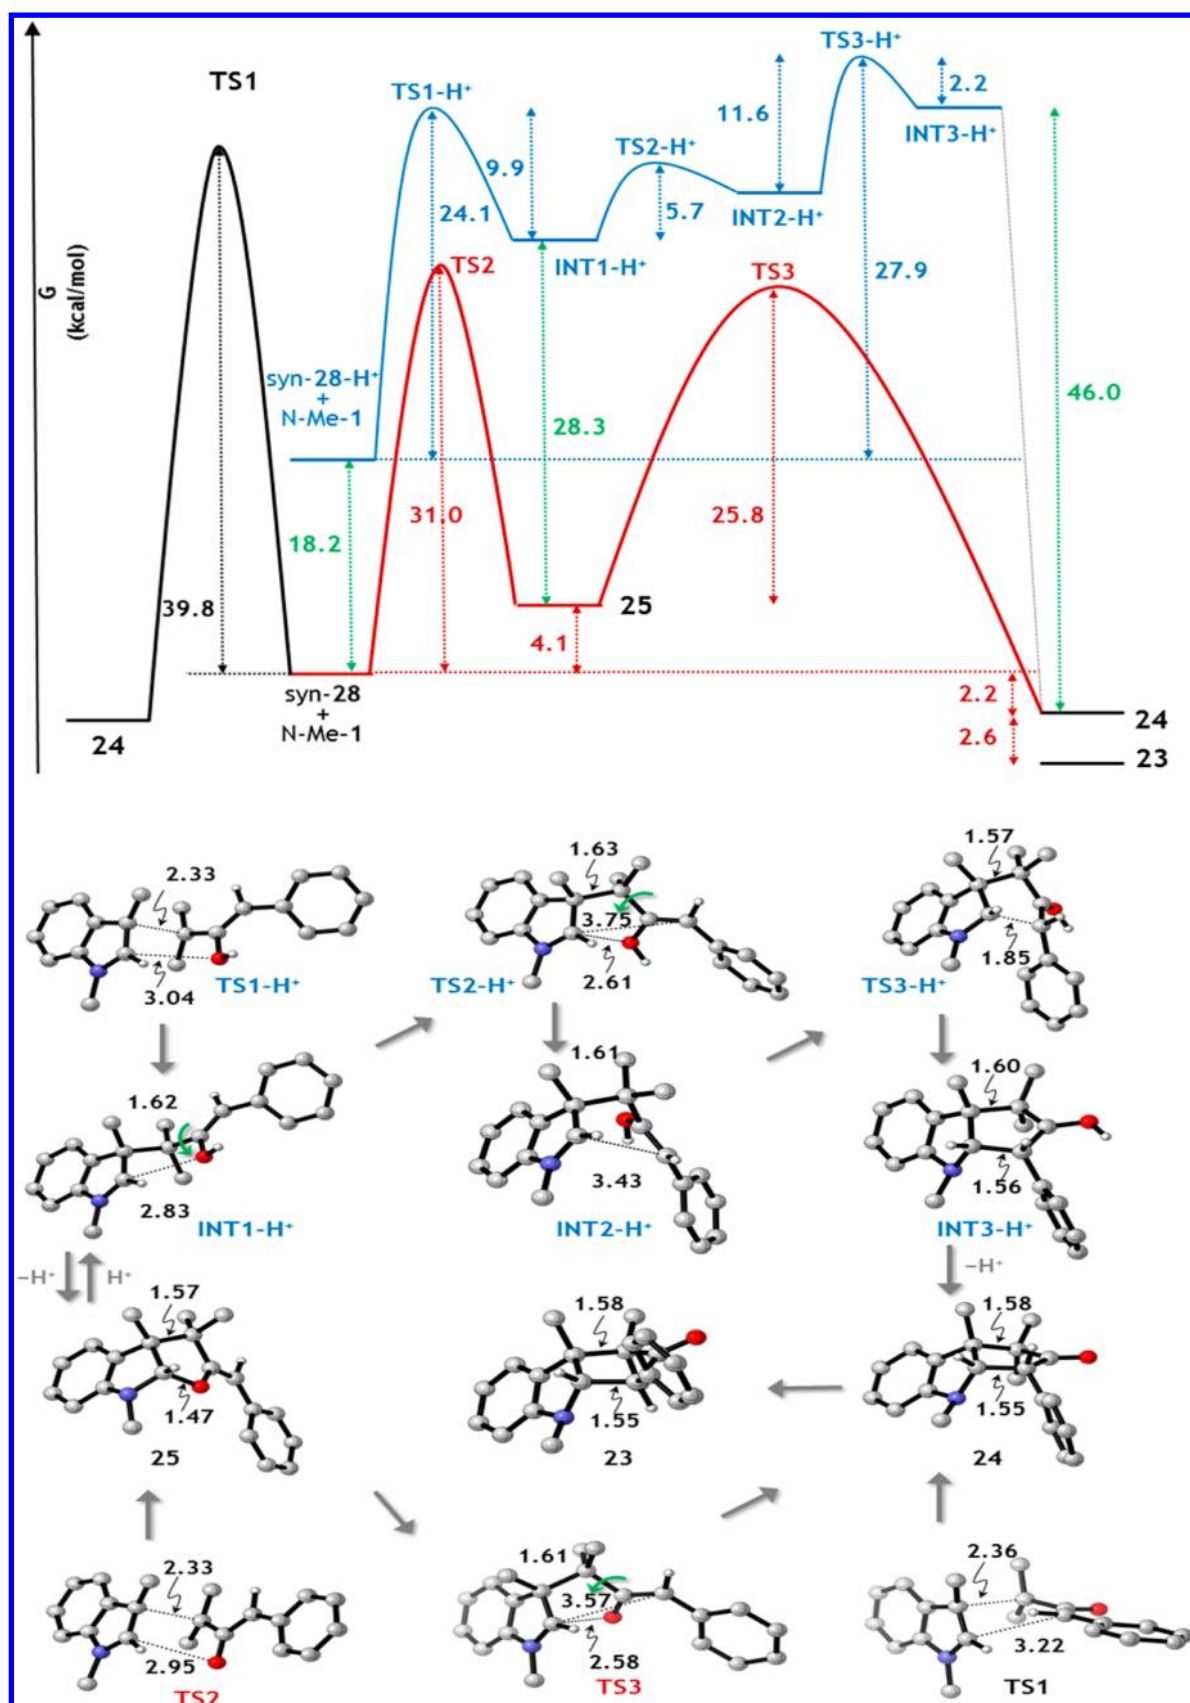 TS3-H⁺
TS1
TS1-H⁺
2.2
11.6
INT3-H⁺
TS2-H⁺
9.9
24.1
5.7
INT2-H⁺
TS2
INT1-H⁺
TS3
27.9
G
(kcal/mol)
syn-28-H⁺
+
N-Me-1
46.0
28.3
31.0
25.8
18.2
39.8
25
4.1
syn-28
+
N-Me-1
2.2
24
24
2.6
23
1.63
1.57
2.33
3.75
TS1-H⁺
TS2-H⁺
2.61
1.85
TS3-H⁺
3.04
1.61
1.60
1.62
3.43
1.56
2.83
INT1-H⁺
INT2-H⁺
INT3-H⁺
−H⁺
H⁺
−H⁺
1.57
1.58
1.58
1.47
1.55
1.55
25
23
24
2.33
1.61
2.36
3.57
2.95
2.58
3.22
TS2
TS3
TS1